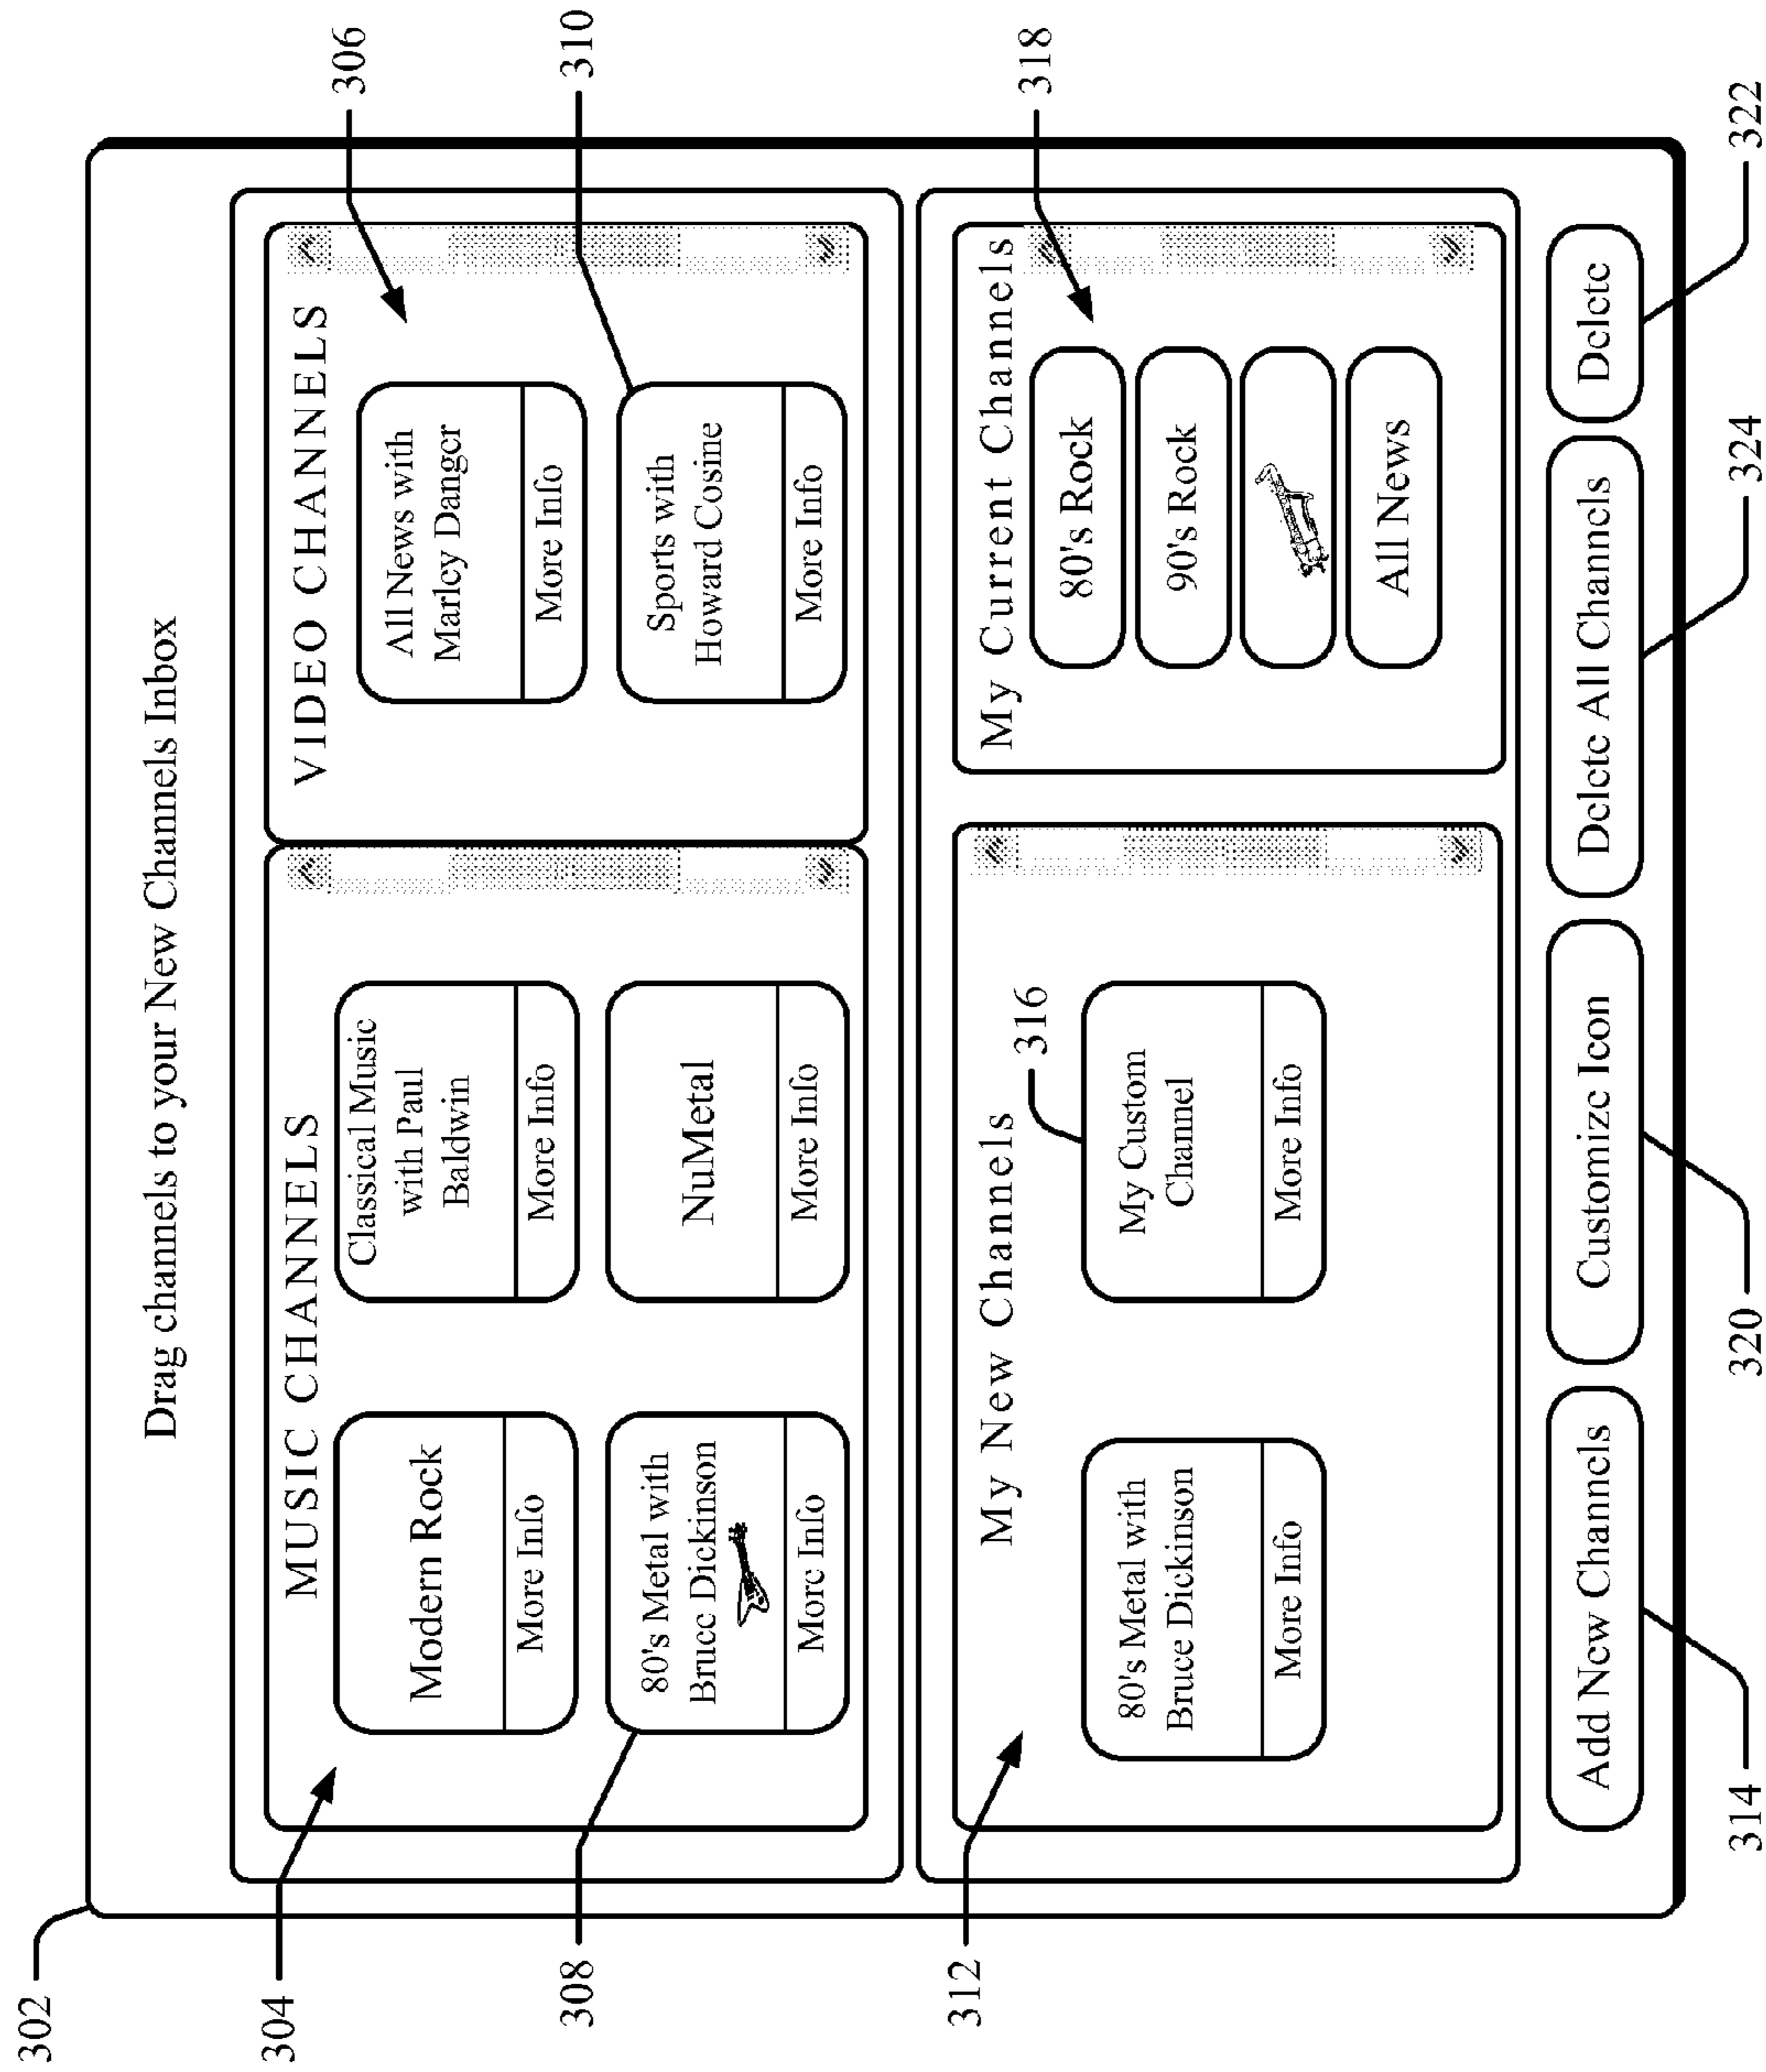 302
Drag channels to your New Channels Inbox
304
MUSIC CHANNELS
Modern Rock
More Info
Classical Music
with Paul
Baldwin
More Info
308
80's Metal with
Bruce Dickinson
More Info
NuMetal
More Info
306
VIDEO CHANNELS
All News with
Marley Danger
More Info
310
Sports with
Howard Cosine
More Info
312
My New Channels
80's Metal with
Bruce Dickinson
More Info
316
My Custom
Channel
More Info
318
My Current Channels
80's Rock
90's Rock
All News
Add New Channels
Customize Icon
Delete All Channels
Delete
314
320
324
322